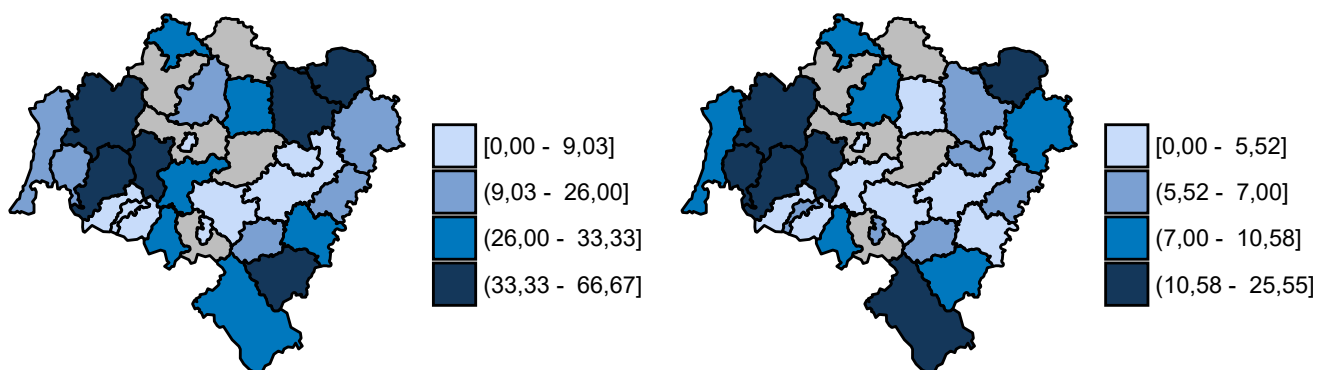 [0,00 - 9,03]
(9,03 - 26,00]
(26,00 - 33,33]
(33,33 - 66,67]
[0,00 - 5,52]
(5,52 - 7,00]
(7,00 - 10,58]
(10,58 - 25,55]